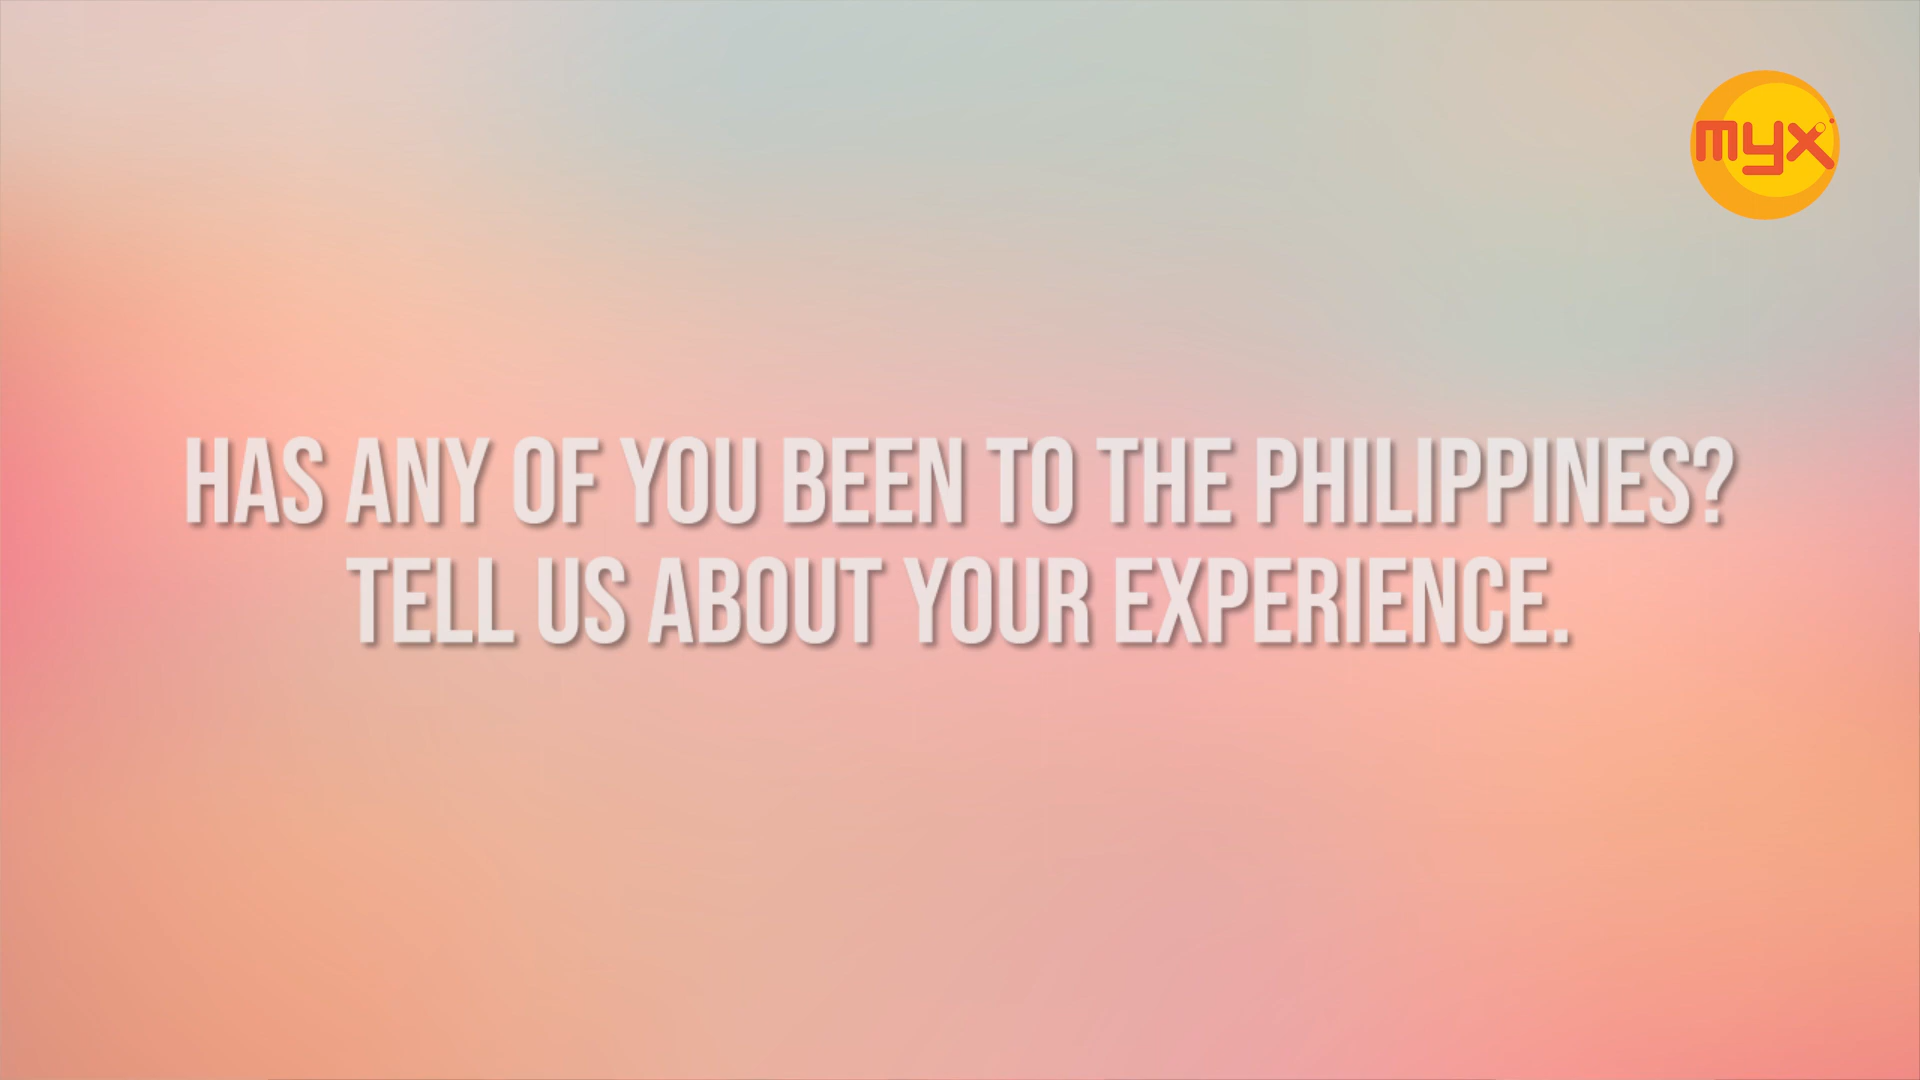 myx
HAS ANY OF YOU BEEN TO THE PHILIPPINES?
TELL US ABOUT YOUR EXPERIENCE.